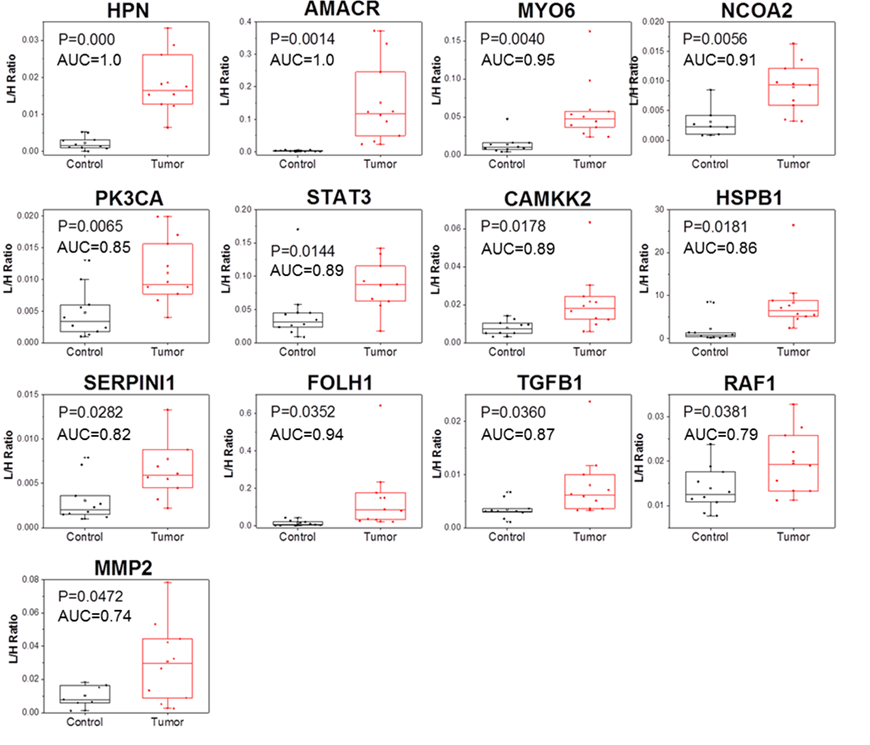 HPN
P=0.000
AUC=1.0
L/H Ratio
0.03
0.02
0.01
0.00
Control Tumor
AMACR
P=0.0014
AUC=1.0
L/H Ratio
0.4
0.3
0.2
0.1
0.0
Control Tumor
MYO6
P=0.0040
AUC=0.95
L/H Ratio
0.15
0.10
0.05
0.00
Control Tumor
NCOA2
P=0.0056
AUC=0.91
L/H Ratio
0.020
0.015
0.010
0.005
0.000
Control Tumor
PK3CA
P=0.0065
AUC=0.85
L/H Ratio
0.020
0.015
0.010
0.005
0.000
Control Tumor
STAT3
P=0.0144
AUC=0.89
L/H Ratio
0.20
0.15
0.10
0.05
0.00
Control Tumor
CAMKK2
P=0.0178
AUC=0.89
L/H Ratio
0.06
0.04
0.02
0.00
Control Tumor
HSPB1
P=0.0181
AUC=0.86
L/H Ratio
30
20
10
0
Control Tumor
SERPINI1
P=0.0282
AUC=0.82
L/H Ratio
0.015
0.010
0.005
0.000
Control Tumor
FOLH1
P=0.0352
AUC=0.94
L/H Ratio
0.6
0.4
0.2
0.0
Control Tumor
TGFB1
P=0.0360
AUC=0.87
L/H Ratio
0.02
0.01
0.00
Control Tumor
RAF1
P=0.0381
AUC=0.79
L/H Ratio
0.03
0.02
0.01
Control Tumor
MMP2
P=0.0472
AUC=0.74
L/H Ratio
0.08
0.06
0.04
0.02
0.00
Control Tumor